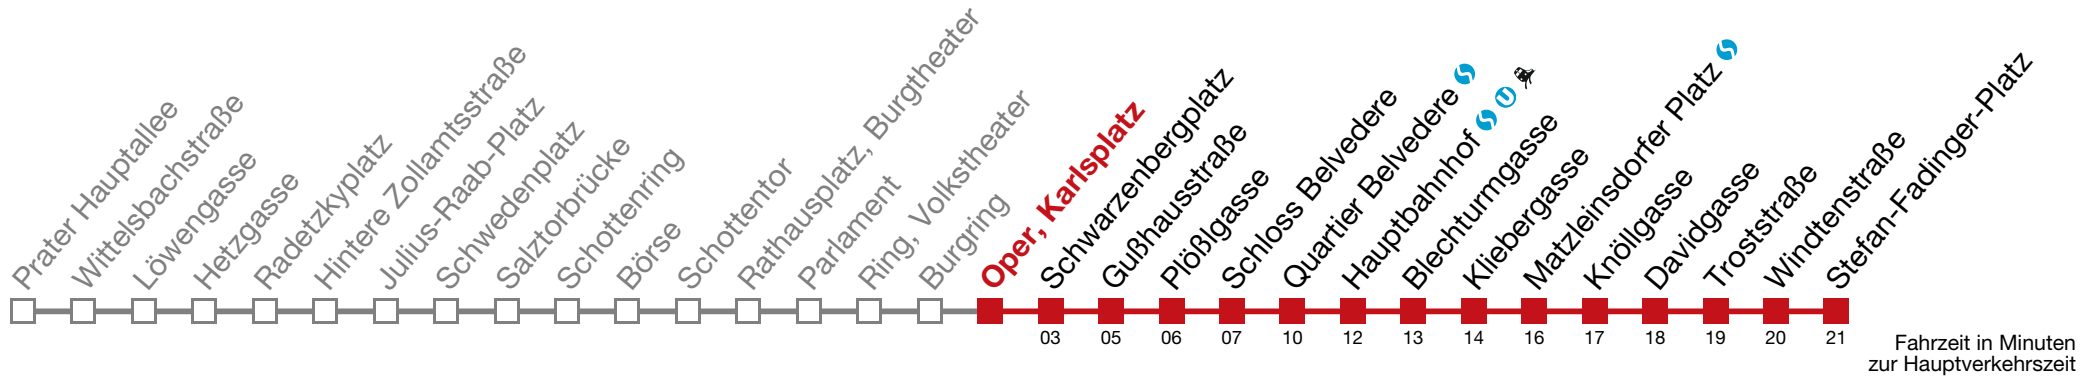 Prater Hauptallee
Wittelsbachstraße
Löwengasse
Hetzgasse
Radetzkyplatz
Hintere Zollamtsstraße
Julius-Raab-Platz
Schwedenplatz
Salztorbrücke
Schottenring
Börse
Schottentor
Rathausplatz, Burgtheater
Parlament
Ring, Volkstheater
Burgring
Oper, Karlsplatz
Schwarzenbergplatz
Gußhausstraße
Plößlgasse
Schloss Belvedere
Quartier Belvedere S
Hauptbahnhof S U
Blechturmgasse
Kliebergasse
Matzleinsdorfer Platz S
Knöllgasse
Davidgasse
Troststraße
Windtenstraße
Stefan-Fadinger-Platz
03 05 06 07 10 12 13 14 16 17 18 19 20 21
Fahrzeit in Minuten
zur Hauptverkehrszeit